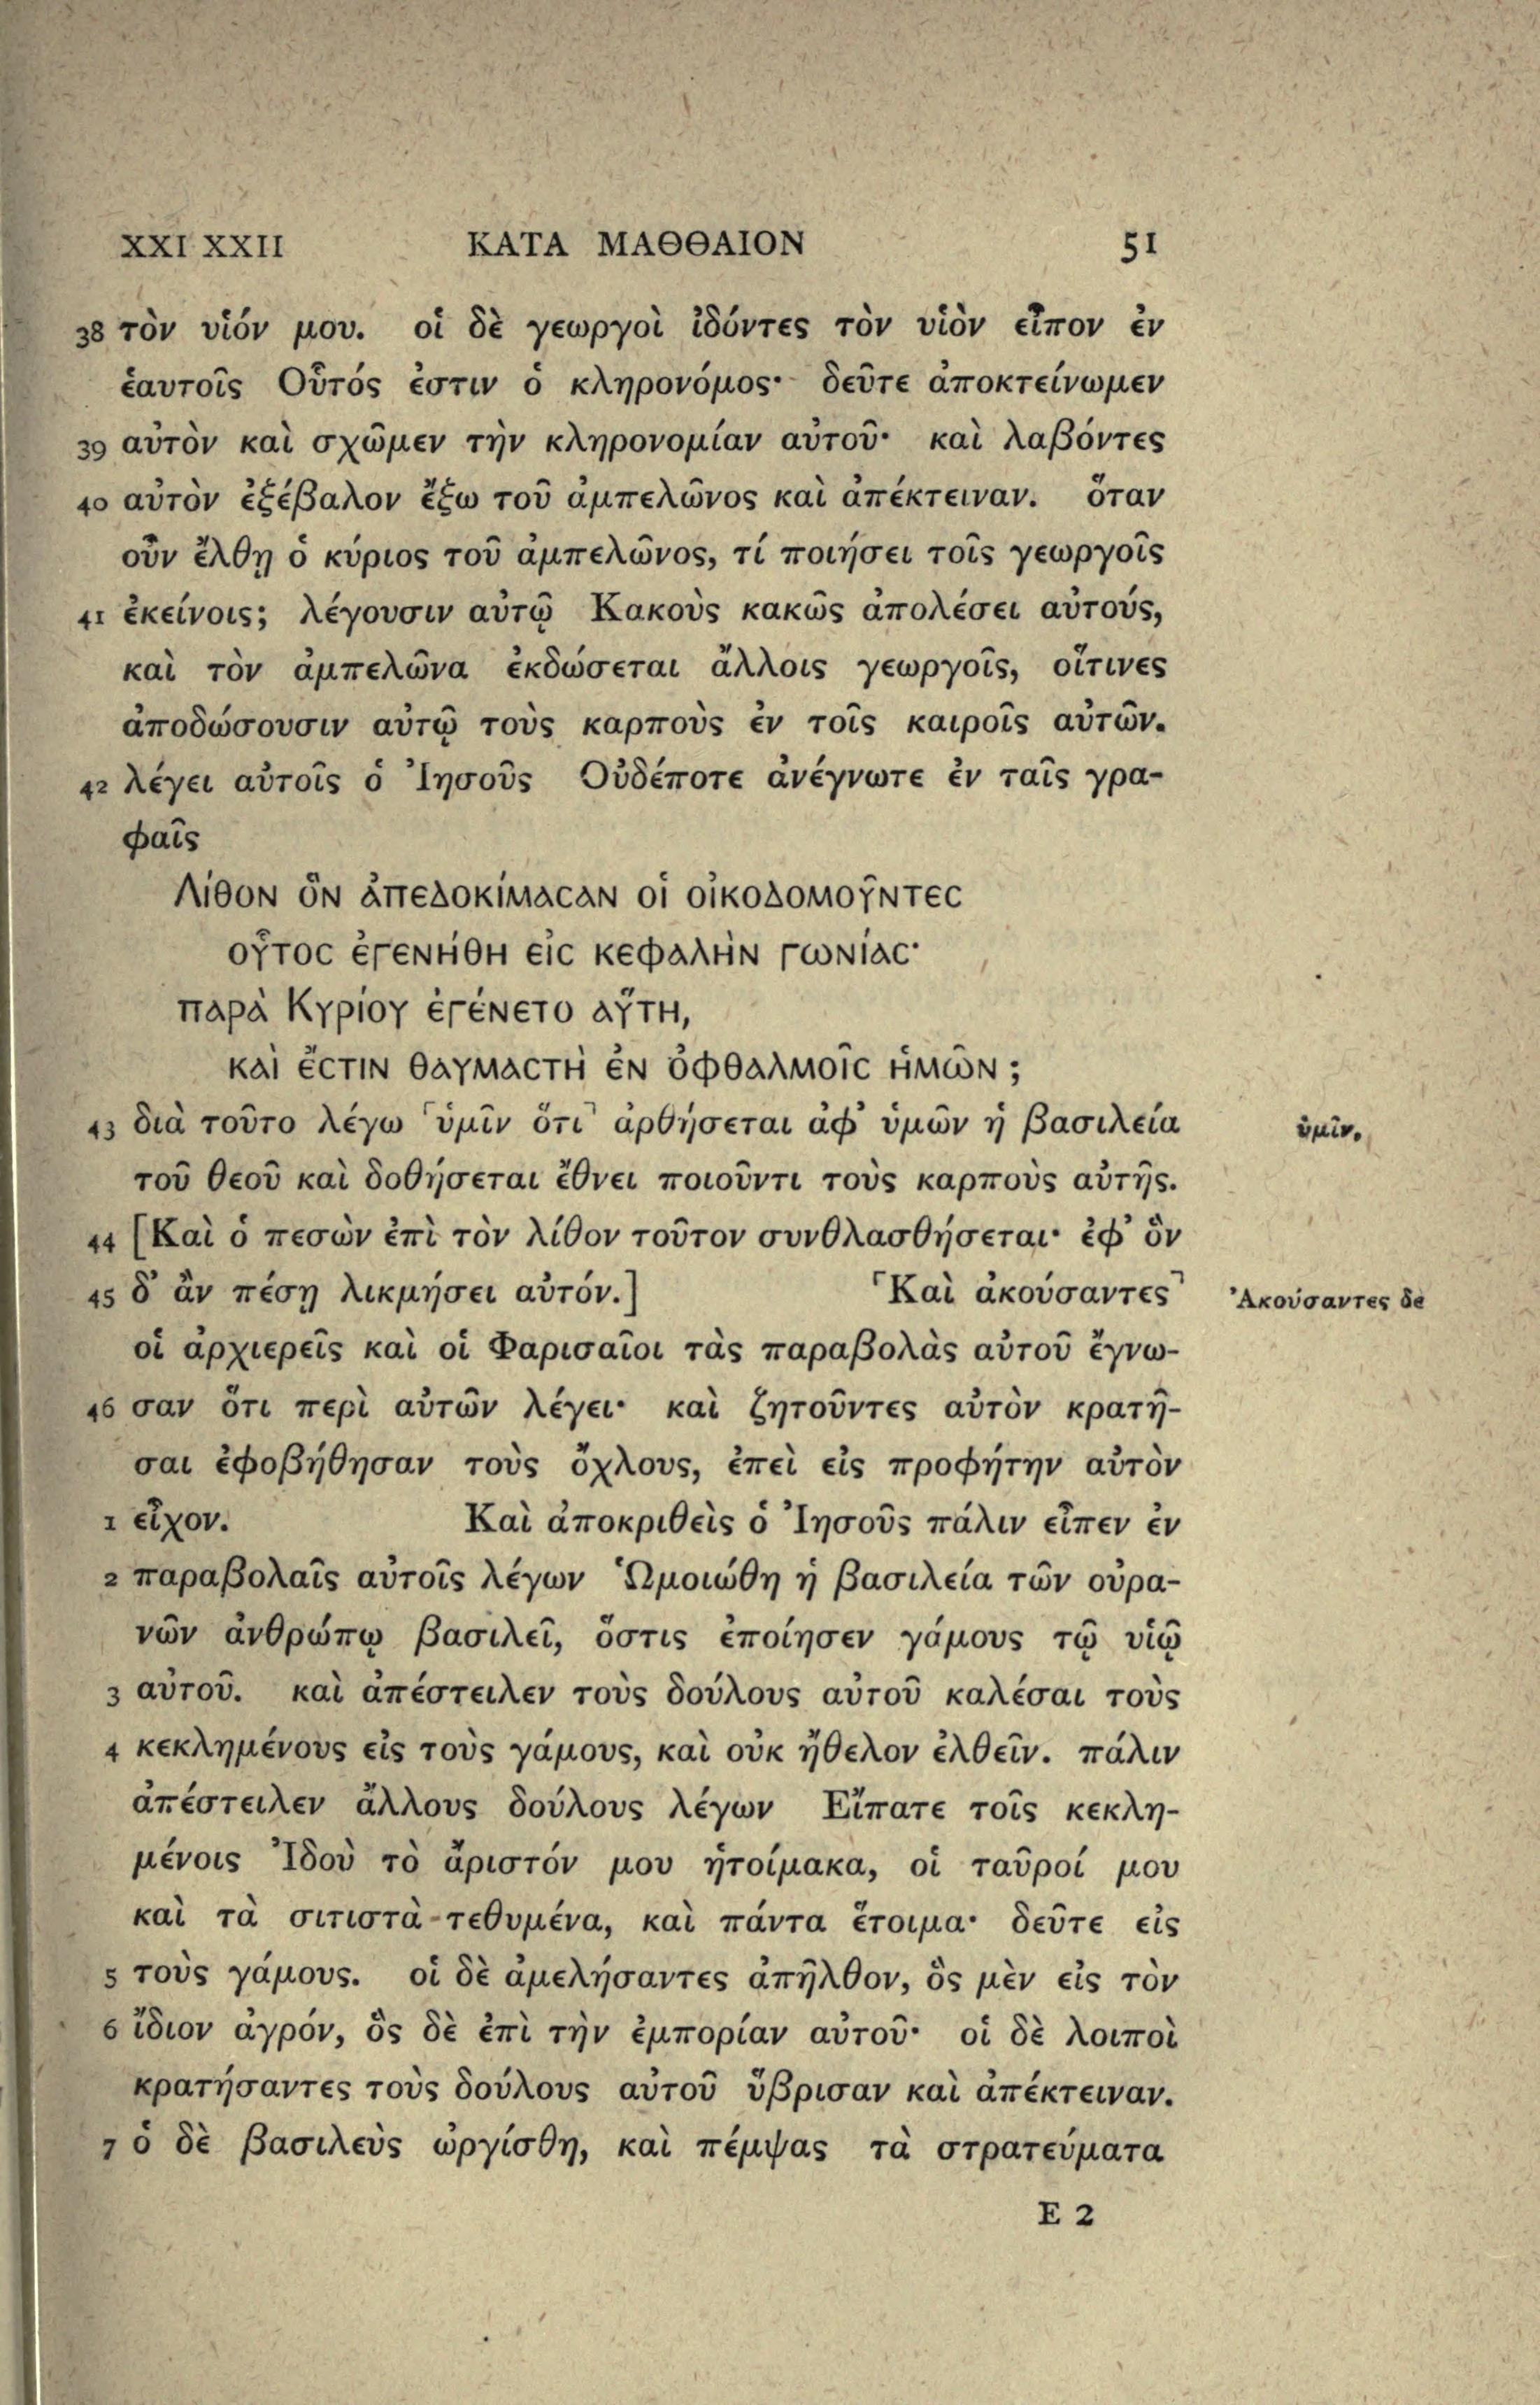 XXI XXII ΚΑΤΑ ΜΑΘΘΑΙΟΝ 51
38 τὸν υἱόν μου. οἱ δὲ γεωργοὶ ἰδόντες τὸν υἱὸν εἶπον ἐν
ἑαυτοῖς Οὗτός ἐστιν ὁ κληρονόμος· δεῦτε ἀποκτείνωμεν
39 αὐτὸν καὶ σχῶμεν τὴν κληρονομίαν αὐτοῦ· καὶ λαβόντες
40 αὐτὸν ἐξέβαλον ἔξω τοῦ ἀμπελῶνος καὶ ἀπέκτειναν. ὅταν
οὖν ἔλθῃ ὁ κύριος τοῦ ἀμπελῶνος, τί ποιήσει τοῖς γεωργοῖς
41 ἐκείνοις; λέγουσιν αὐτῷ Κακοὺς κακῶς ἀπολέσει αὐτούς,
καὶ τὸν ἀμπελῶνα ἐκδώσεται ἄλλοις γεωργοῖς, οἵτινες
ἀποδώσουσιν αὐτῷ τοὺς καρποὺς ἐν τοῖς καιροῖς αὐτῶν.
42 λέγει αὐτοῖς ὁ Ἰησοῦς Οὐδέποτε ἀνέγνωτε ἐν ταῖς γρα-
φαῖς
Λίθον ὃν ἀπεδοκίμαϲαν οἱ οἰκοδομοῦντεϲ
οὗτοϲ ἐγενήθη εἰϲ κεφαλὴν γωνίαϲ·
παρὰ Κυρίου ἐγένετο αὕτη,
καὶ ἔϲτιν θαυμαϲτὴ ἐν ὀφθαλμοῖϲ ἡμῶν;
43 διὰ τοῦτο λέγω ⌜ὑμῖν ὅτι⌝ ἀρθήσεται ἀφ᾽ ὑμῶν ἡ βασιλεία ὑμῖν,
τοῦ θεοῦ καὶ δοθήσεται ἔθνει ποιοῦντι τοὺς καρποὺς αὐτῆς.
44 [Καὶ ὁ πεσὼν ἐπὶ τὸν λίθον τοῦτον συνθλασθήσεται· ἐφ᾽ ὃν
45 δ᾽ ἂν πέσῃ λικμήσει αὐτόν.] ⌜Καὶ ἀκούσαντες⌝ Ἀκούσαντες δὲ
οἱ ἀρχιερεῖς καὶ οἱ Φαρισαῖοι τὰς παραβολὰς αὐτοῦ ἔγνω-
46 σαν ὅτι περὶ αὐτῶν λέγει· καὶ ζητοῦντες αὐτὸν κρατῆ-
σαι ἐφοβήθησαν τοὺς ὄχλους, ἐπεὶ εἰς προφήτην αὐτὸν
1 εἶχον. Καὶ ἀποκριθεὶς ὁ Ἰησοῦς πάλιν εἶπεν ἐν
2 παραβολαῖς αὐτοῖς λέγων Ὡμοιώθη ἡ βασιλεία τῶν οὐρα-
νῶν ἀνθρώπῳ βασιλεῖ, ὅστις ἐποίησεν γάμους τῷ υἱῷ
3 αὐτοῦ. καὶ ἀπέστειλεν τοὺς δούλους αὐτοῦ καλέσαι τοὺς
4 κεκλημένους εἰς τοὺς γάμους, καὶ οὐκ ἤθελον ἐλθεῖν. πάλιν
ἀπέστειλεν ἄλλους δούλους λέγων Εἴπατε τοῖς κεκλη-
μένοις Ἰδοὺ τὸ ἄριστόν μου ἡτοίμακα, οἱ ταῦροί μου
καὶ τὰ σιτιστὰ τεθυμένα, καὶ πάντα ἕτοιμα· δεῦτε εἰς
5 τοὺς γάμους. οἱ δὲ ἀμελήσαντες ἀπῆλθον, ὃς μὲν εἰς τὸν
6 ἴδιον ἀγρόν, ὃς δὲ ἐπὶ τὴν ἐμπορίαν αὐτοῦ· οἱ δὲ λοιποὶ
κρατήσαντες τοὺς δούλους αὐτοῦ ὕβρισαν καὶ ἀπέκτειναν.
7 ὁ δὲ βασιλεὺς ὠργίσθη, καὶ πέμψας τὰ στρατεύματα
E 2